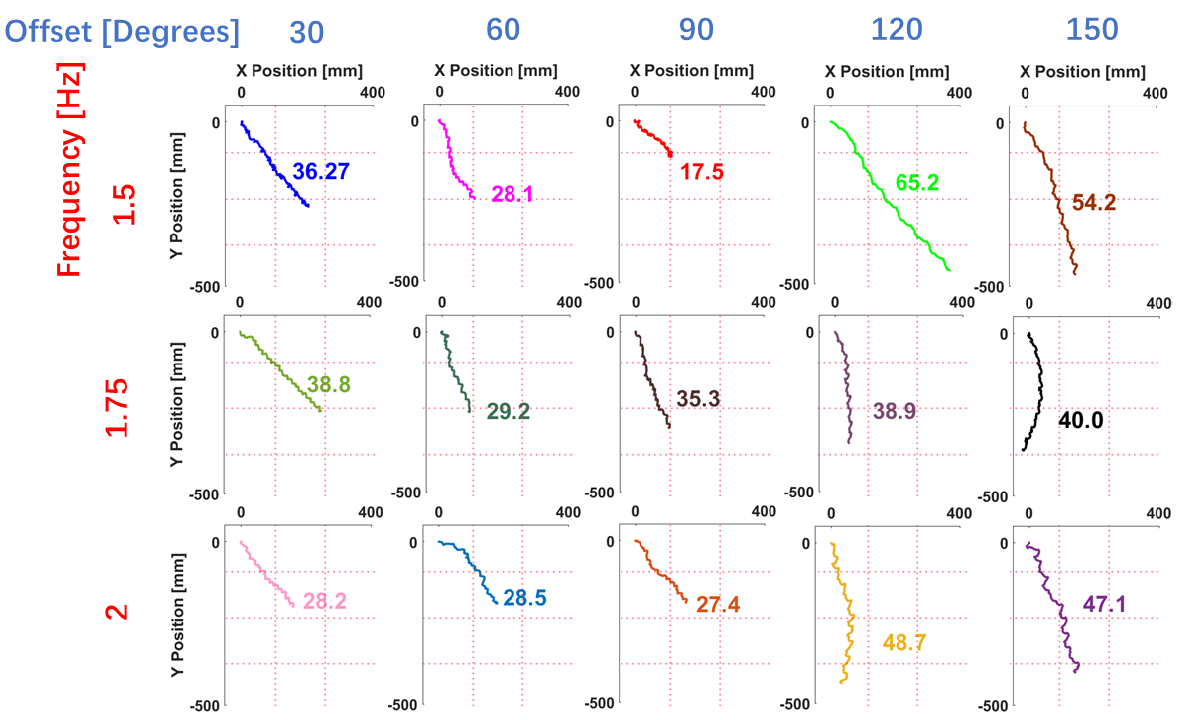 Offset [Degrees] 30 60 90 120 150
Frequency [Hz]
X Position [mm] X Position [mm] X Position [mm] X Position [mm] X Position [mm]
0 400 0 400 0 400 0 400 0 400
1.5
Y Position [mm]
0 0 0 0 0
36.27 28.1 17.5 65.2 54.2
-500 -500 -500 -500 -500
0 400 0 400 0 400 0 400 0 400
1.75
Y Position [mm]
0 0 0 0 0
38.8 29.2 35.3 38.9 40.0
-500 -500 -500 -500 -500
0 400 0 400 0 400 0 400 0 400
2
Y Position [mm]
0 0 0 0 0
28.2 28.5 27.4 48.7 47.1
-500 -500 -500 -500 -500